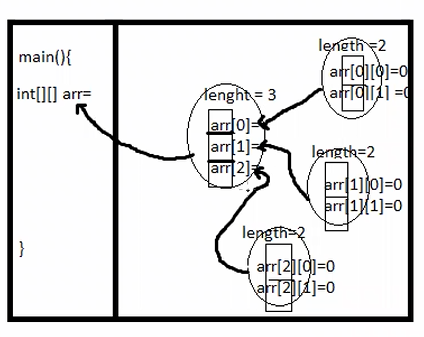 main(){
int[][] arr=
}
lenght = 3
arr[0]=
arr[1]=
arr[2]=
length =2
arr[0][0]=0
arr[0][1] =0
length=2
arr[1][0]=0
arr[1][1]=0
length=2
arr[2][0]=0
arr[2][1]=0